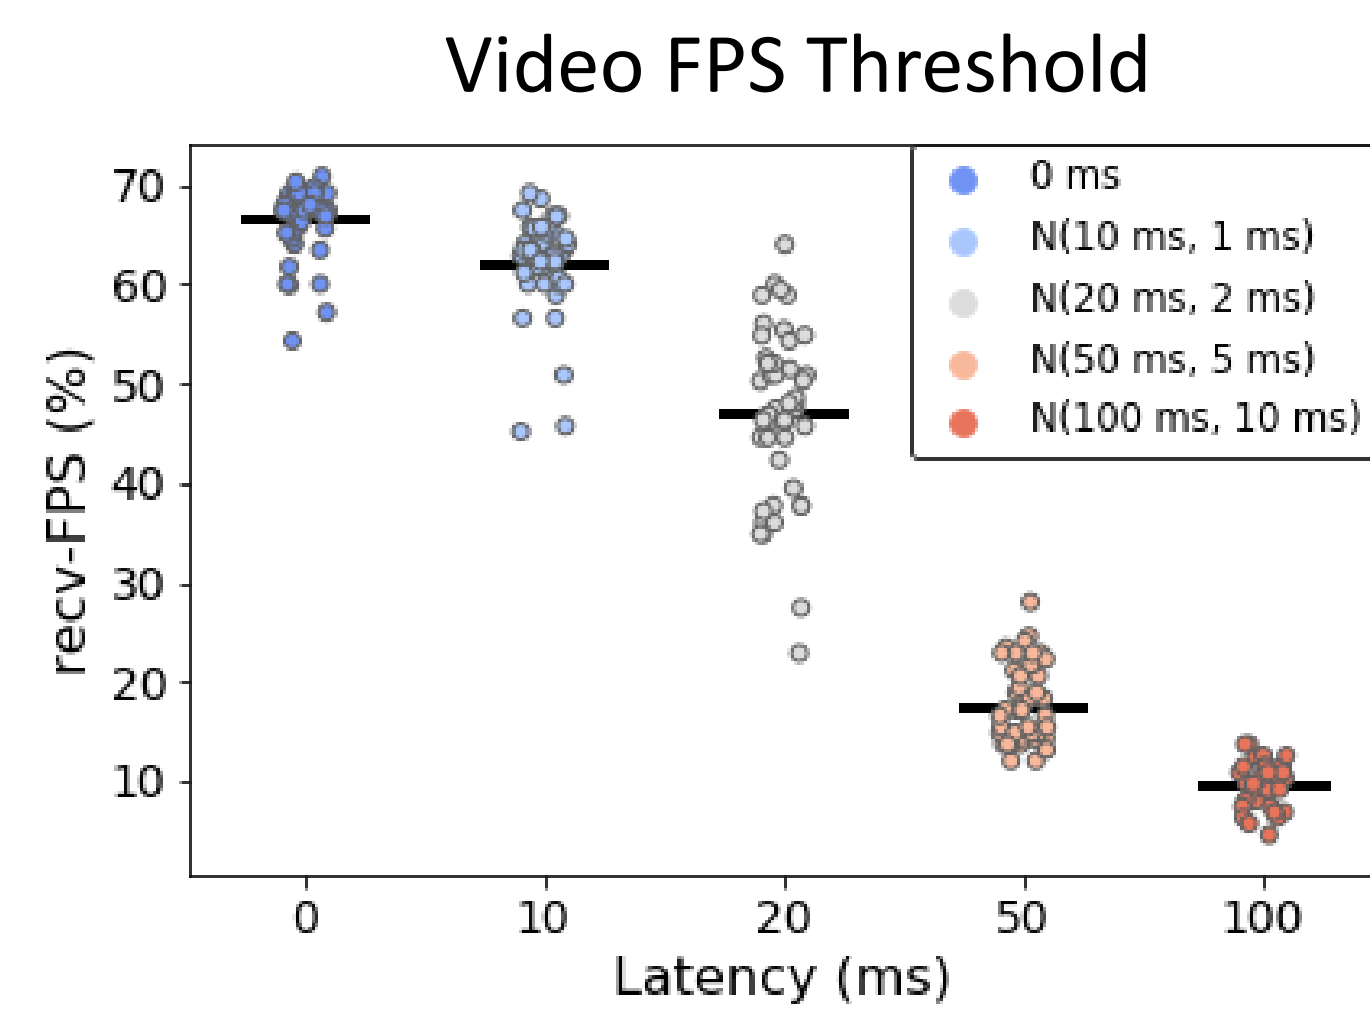 Video FPS Threshold
0 ms
N(10 ms, 1 ms)
N(20 ms, 2 ms)
N(50 ms, 5 ms)
N(100 ms, 10 ms)
recv-FPS (%)
70
60
50
40
30
20
10
0 10 20 50 100
Latency (ms)